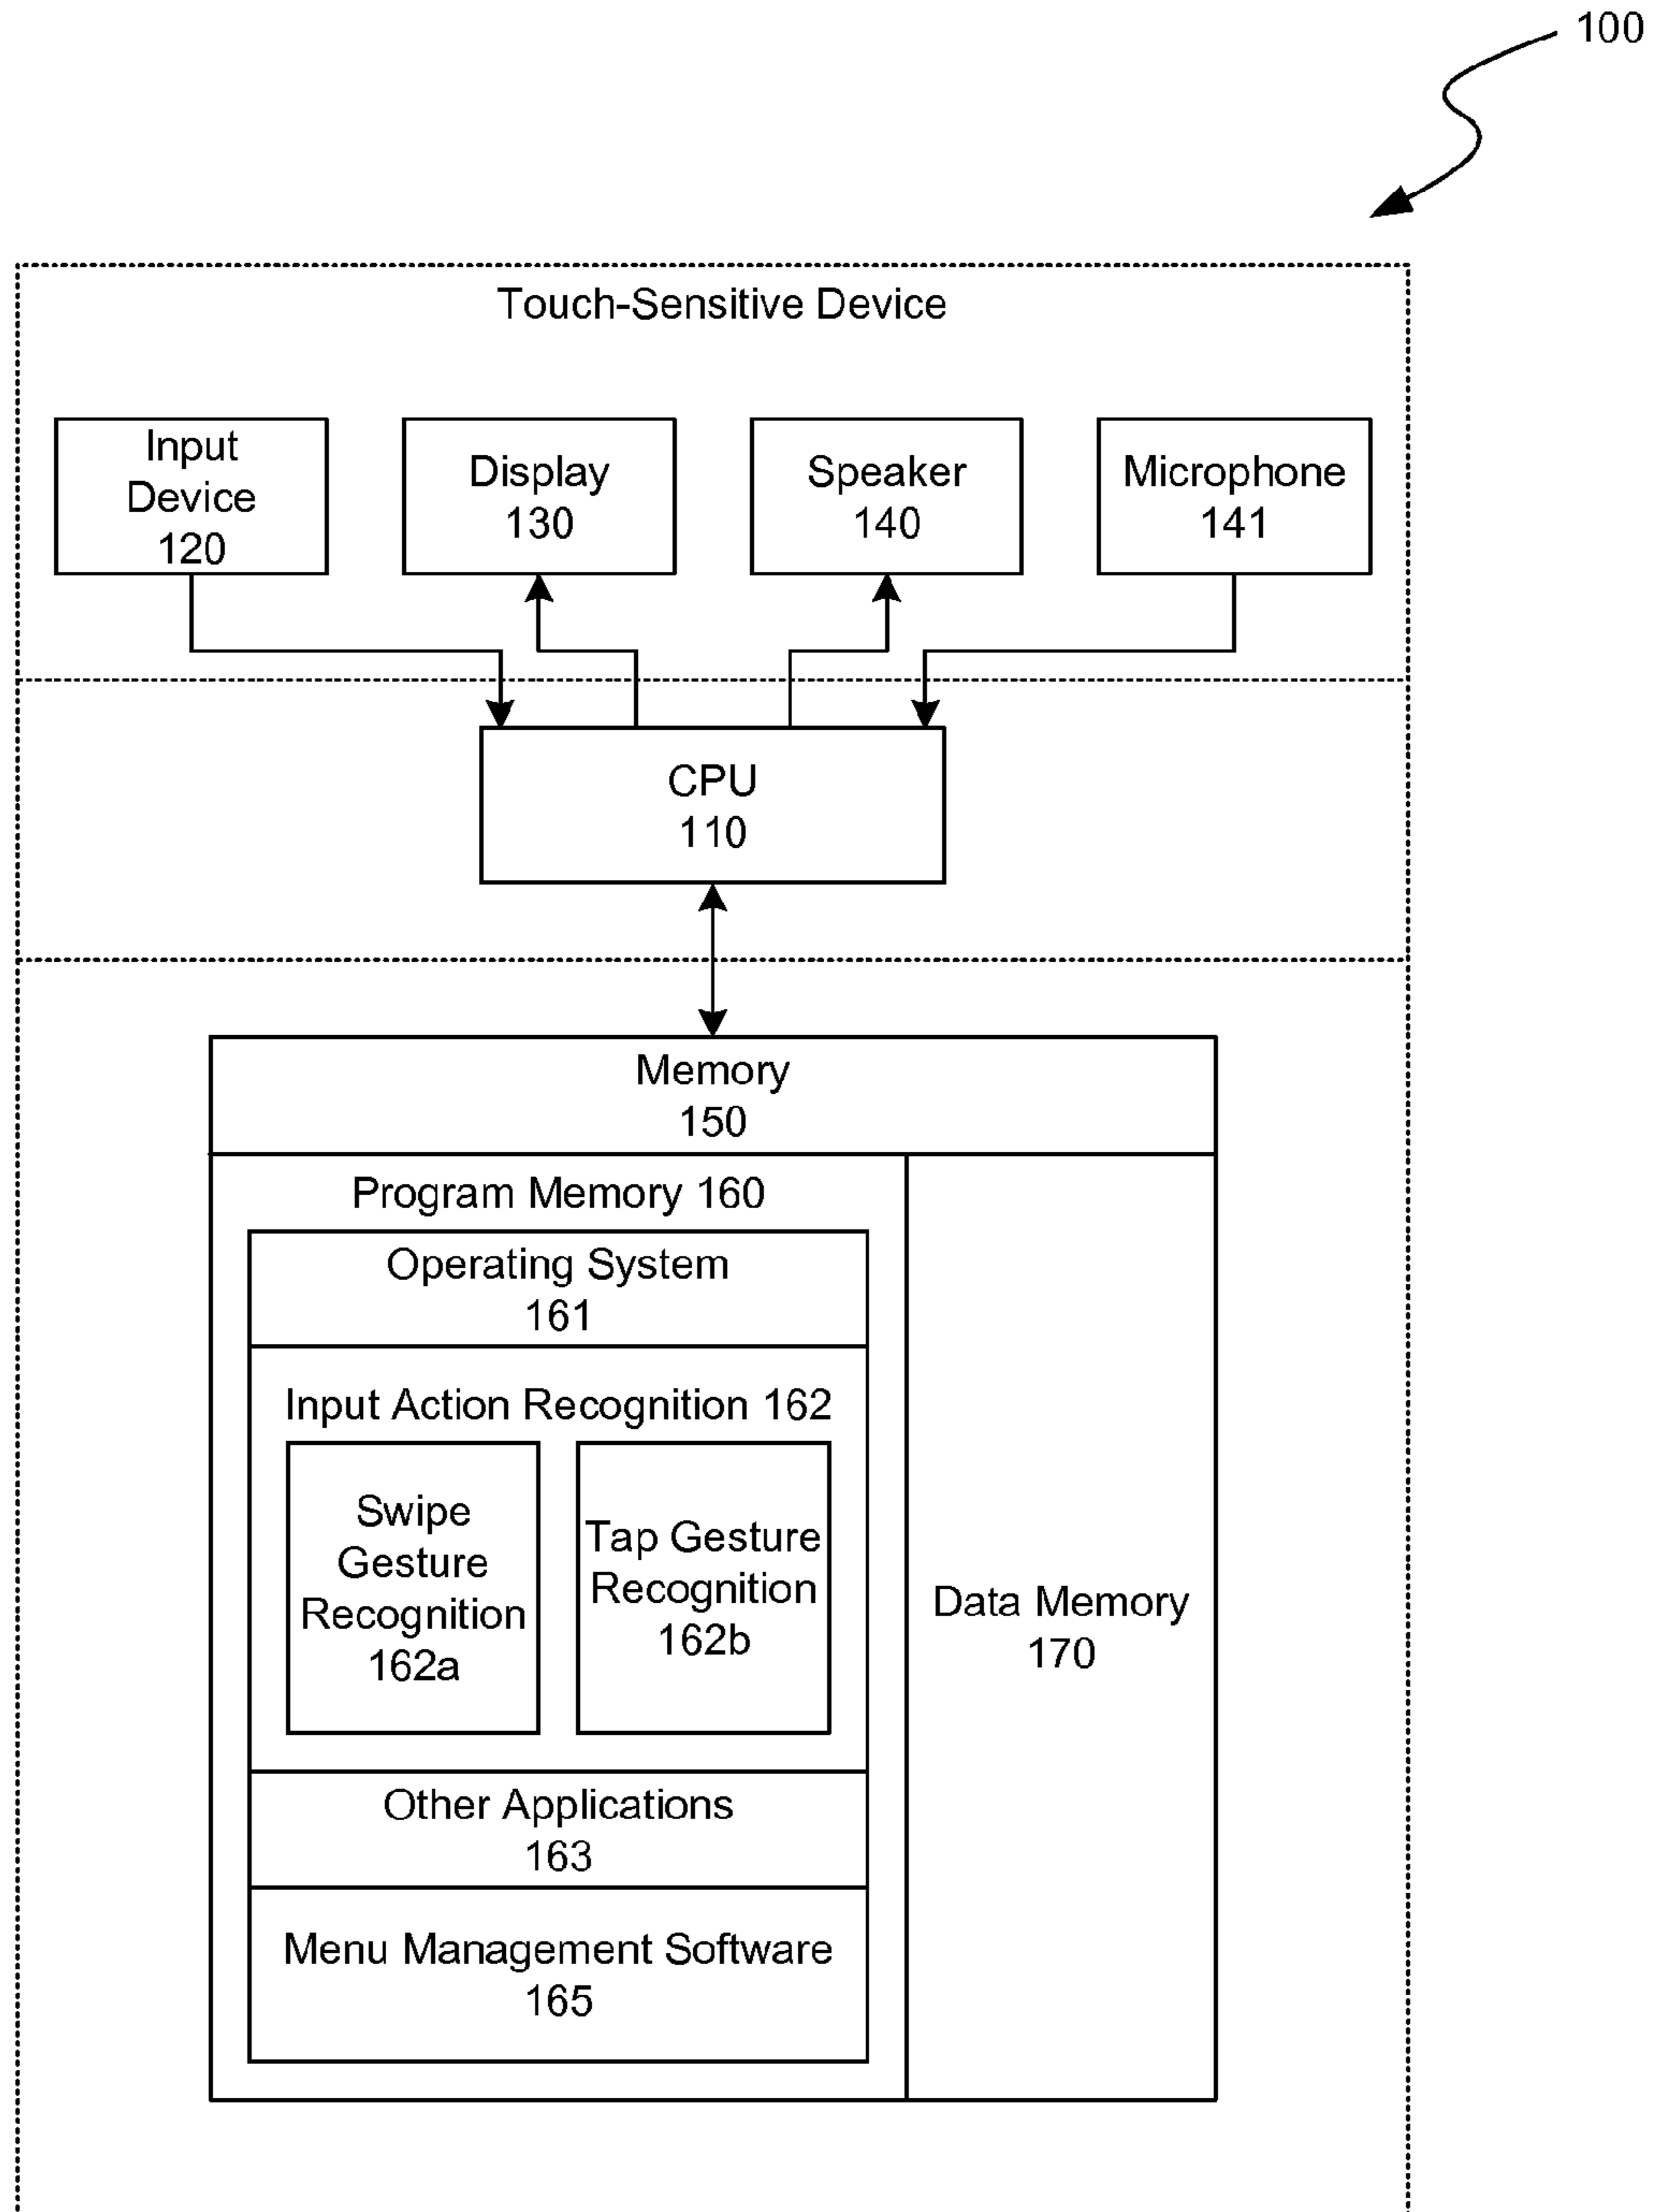 100
Touch-Sensitive Device
Input
Device
120
Display
130
Speaker
140
Microphone
141
CPU
110
Memory
150
Program Memory 160
Operating System
161
Input Action Recognition 162
Swipe
Gesture
Recognition
162a
Tap Gesture
Recognition
162b
Other Applications
163
Menu Management Software
165
Data Memory
170